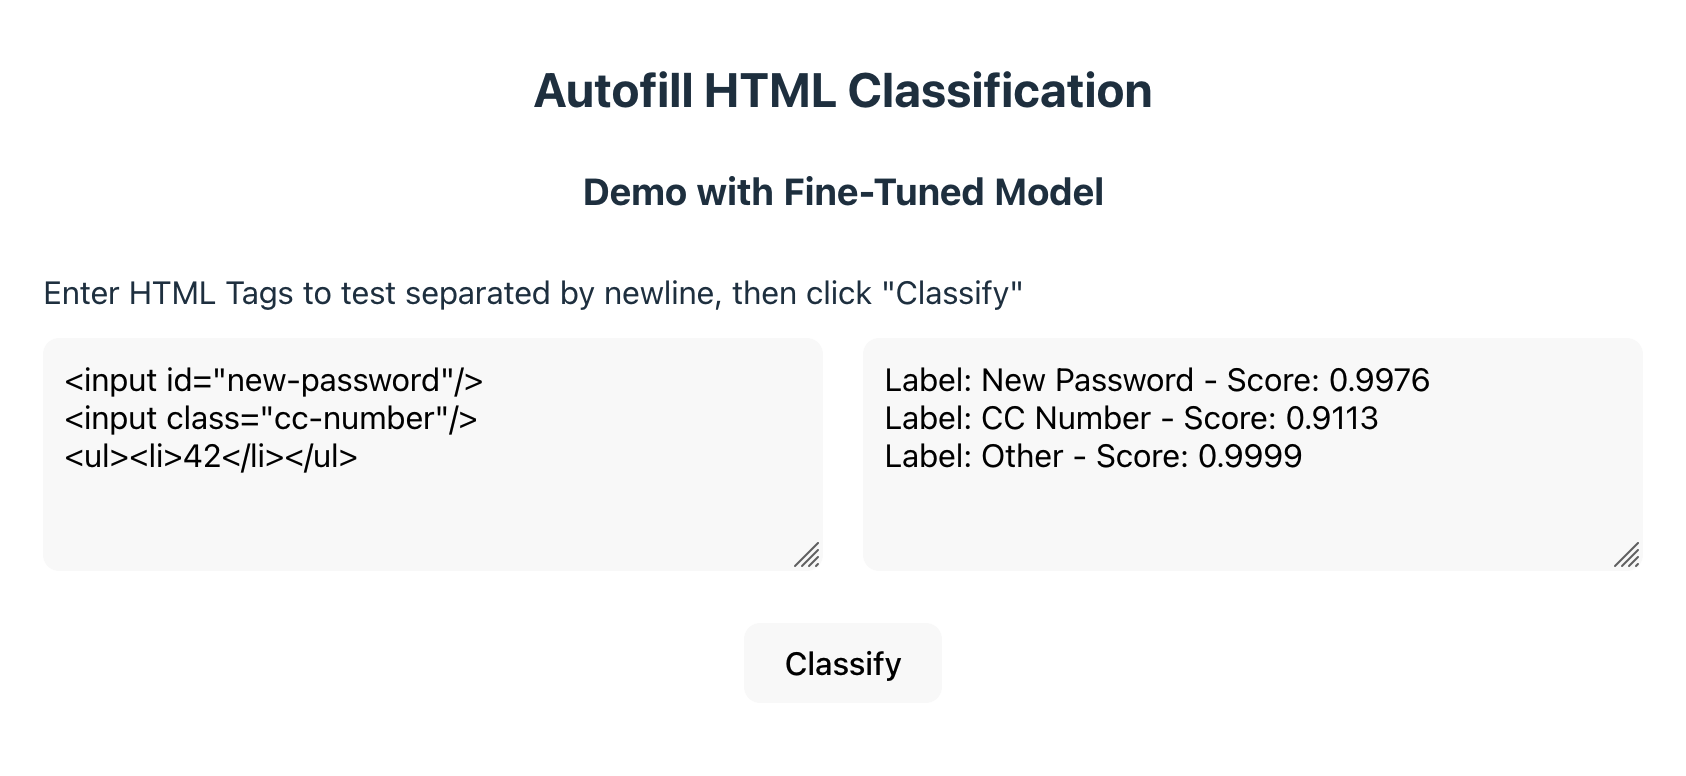 Autofill HTML Classification
Demo with Fine-Tuned Model
Enter HTML Tags to test separated by newline, then click "Classify"
<input id="new-password"/>
<input class="cc-number"/>
<ul><li>42</li></ul>
Label: New Password - Score: 0.9976
Label: CC Number - Score: 0.9113
Label: Other - Score: 0.9999
Classify